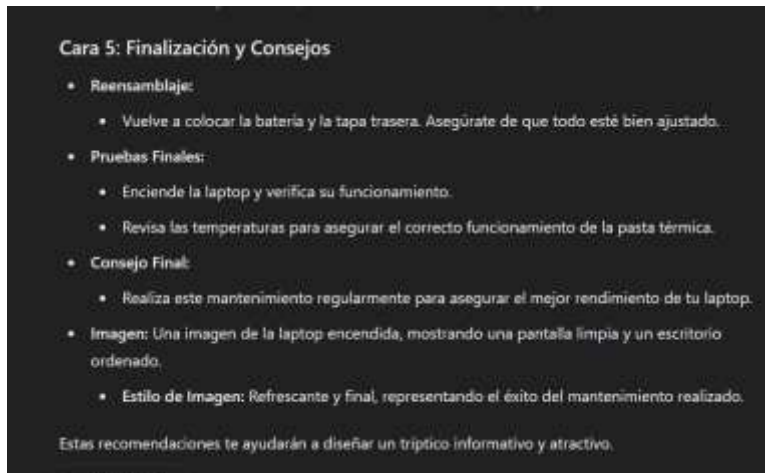 Cara 5: Finalización y Consejos
Reensamblaje:
Vuelve a colocar la batería y la tapa trasera. Asegúrate de que todo esté bien ajustado.
Pruebas Finales:
Enciende la laptop y verifica su funcionamiento.
Revisa las temperaturas para asegurar el correcto funcionamiento de la pasta térmica.
Consejo Final:
Realiza este mantenimiento regularmente para asegurar el mejor rendimiento de tu laptop.
Imagen: Una imagen de la laptop encendida, mostrando una pantalla limpia y un escritorio
ordenado.
Estilo de Imagen: Refrescante y final, representando el éxito del mantenimiento realizado.
Estas recomendaciones te ayudarán a diseñar un tríptico informativo y atractivo.